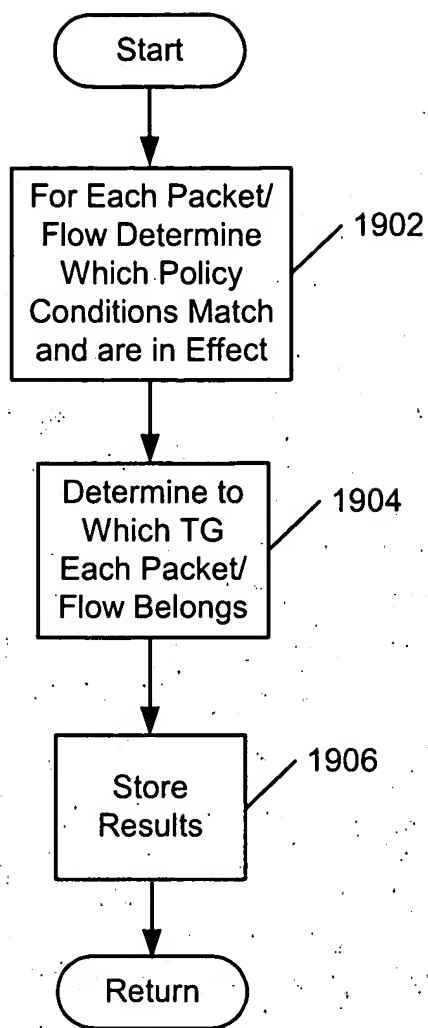 Start
For Each Packet/
Flow Determine
Which Policy
Conditions Match
and are in Effect
1902
Determine to
Which TG
Each Packet/
Flow Belongs
1904
Store
Results
1906
Return